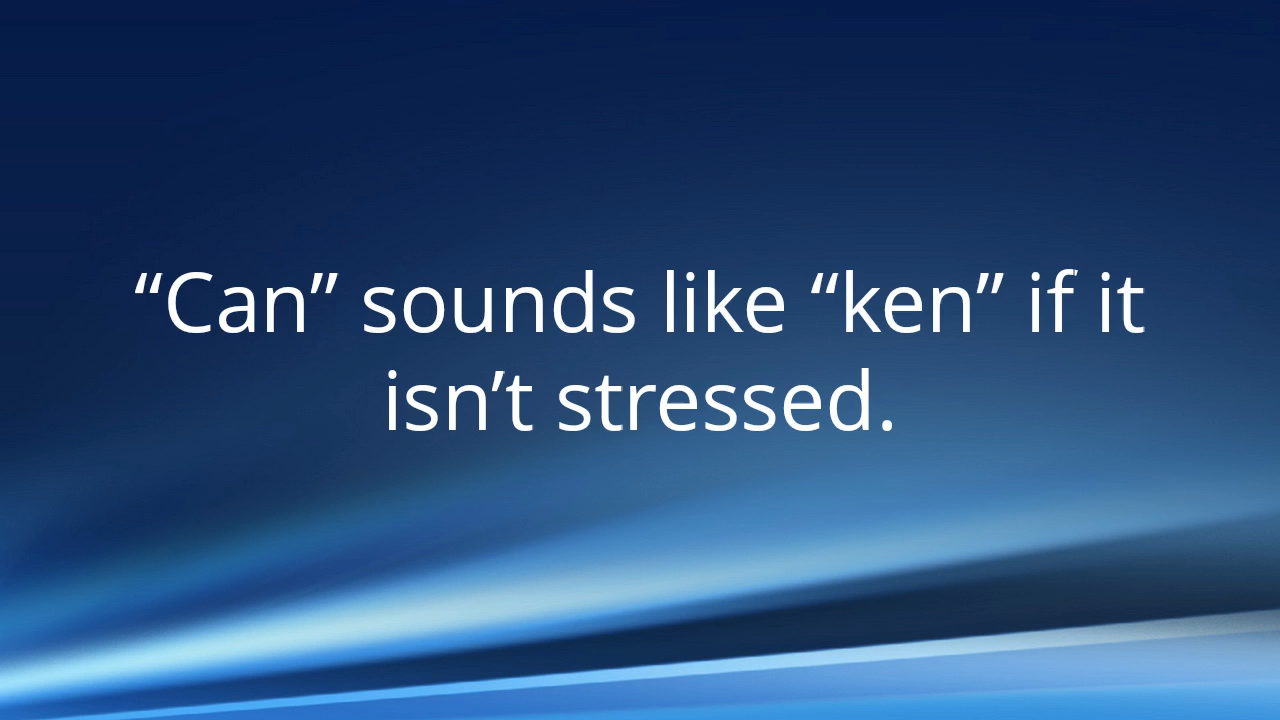 “Can” sounds like “ken” if it
isn’t stressed.